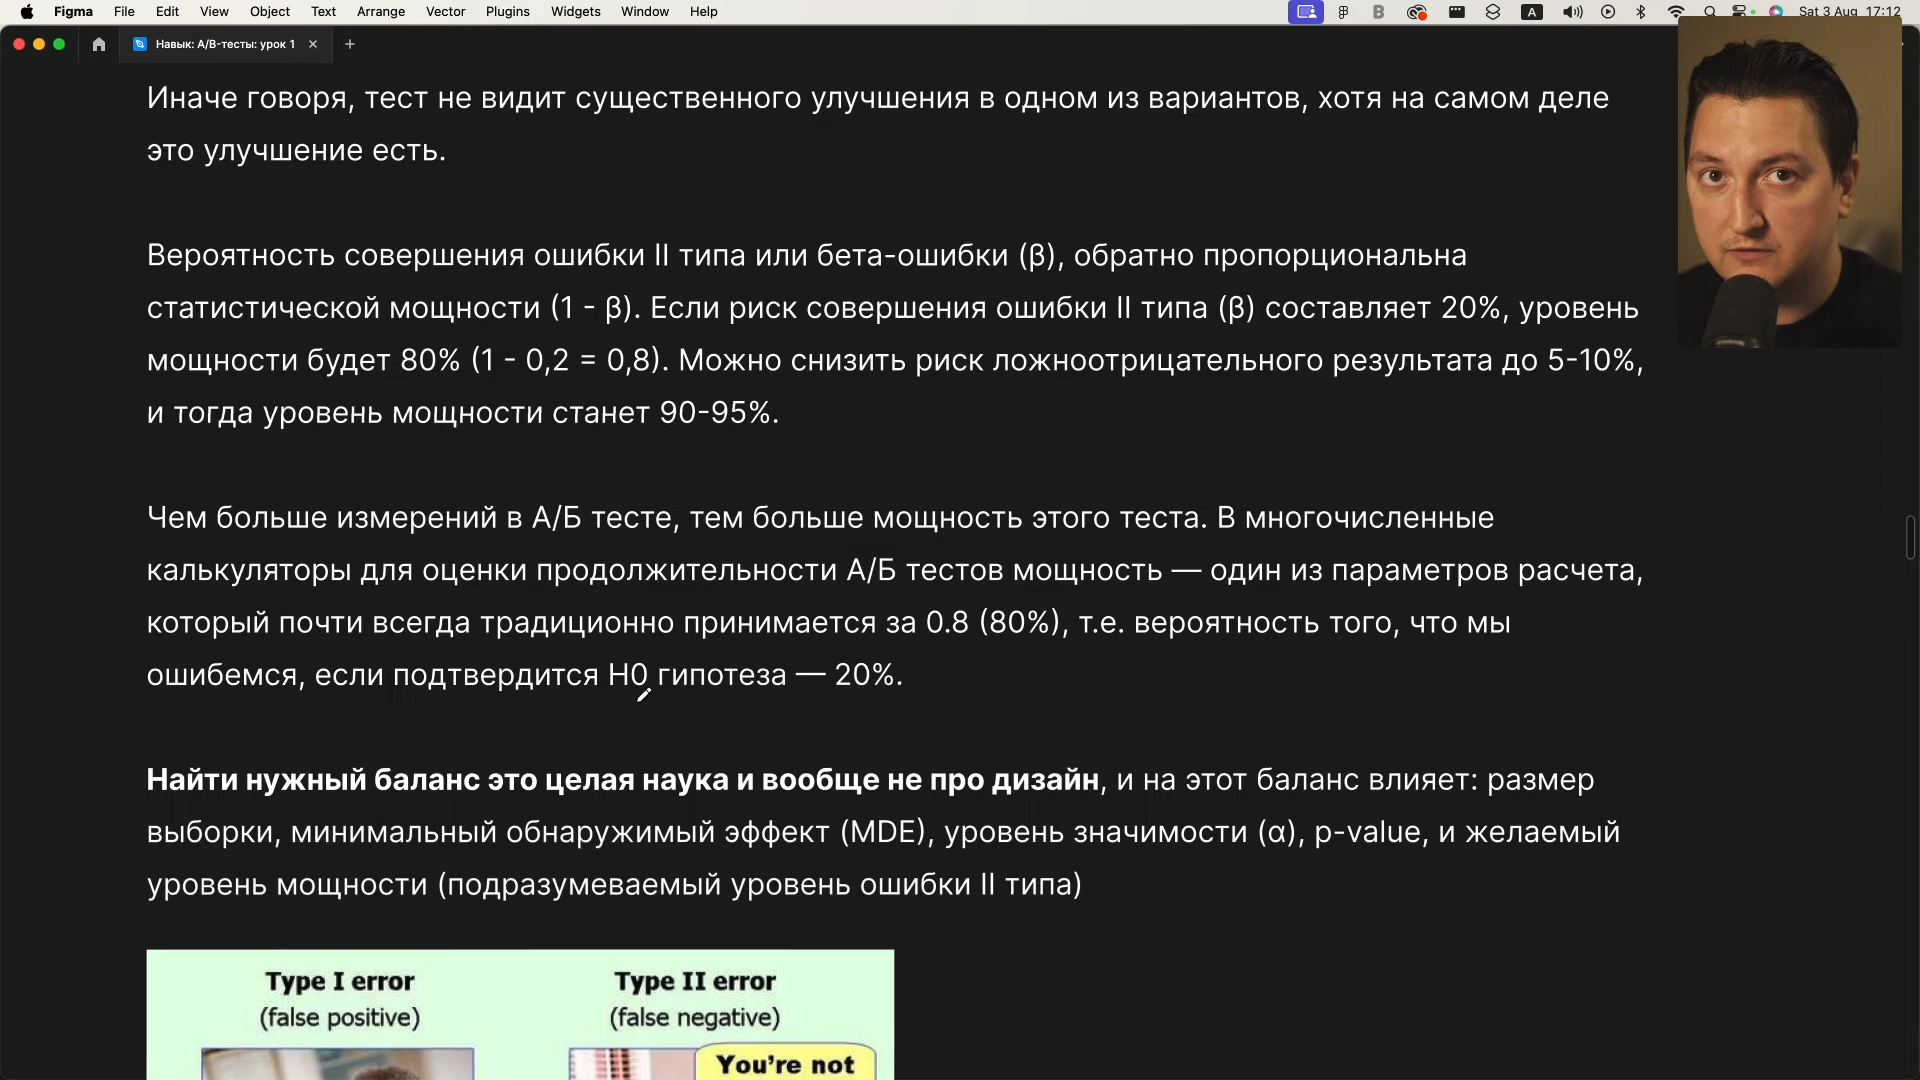 Figma File Edit View Object Text Arrange Vector Plugins Widgets Window Help A Sat 3 Aug 17:12
Навык: А/В-тесты: урок 1
Иначе говоря, тест не видит существенного улучшения в одном из вариантов, хотя на самом деле
это улучшение есть.
Вероятность совершения ошибки II типа или бета-ошибки (β), обратно пропорциональна
статистической мощности (1 - β). Если риск совершения ошибки II типа (β) составляет 20%, уровень
мощности будет 80% (1 - 0,2 = 0,8). Можно снизить риск ложноотрицательного результата до 5-10%,
и тогда уровень мощности станет 90-95%.
Чем больше измерений в А/Б тесте, тем больше мощность этого теста. В многочисленные
калькуляторы для оценки продолжительности А/Б тестов мощность — один из параметров расчета,
который почти всегда традиционно принимается за 0.8 (80%), т.е. вероятность того, что мы
ошибемся, если подтвердится H0 гипотеза — 20%.
Найти нужный баланс это целая наука и вообще не про дизайн, и на этот баланс влияет: размер
выборки, минимальный обнаружимый эффект (MDE), уровень значимости (α), p-value, и желаемый
уровень мощности (подразумеваемый уровень ошибки II типа)
Type I error
(false positive)
Type II error
(false negative)
You're not